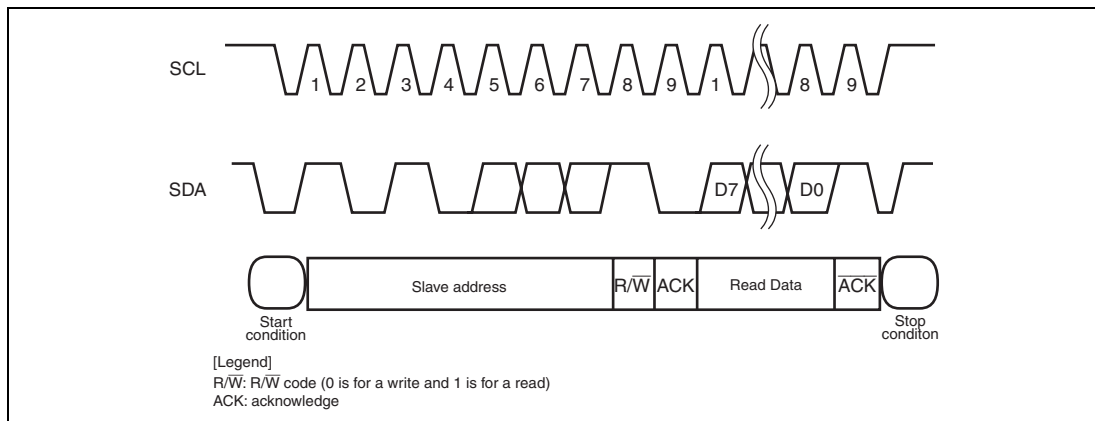 SCL
1 2 3 4 5 6 7 8 9 1 8 9
SDA
D7 D0
Slave address R/W̅ ACK Read Data A̅C̅K̅
Start
condition
Stop
conditon
[Legend]
R/W̅: R/W̅ code (0 is for a write and 1 is for a read)
ACK: acknowledge